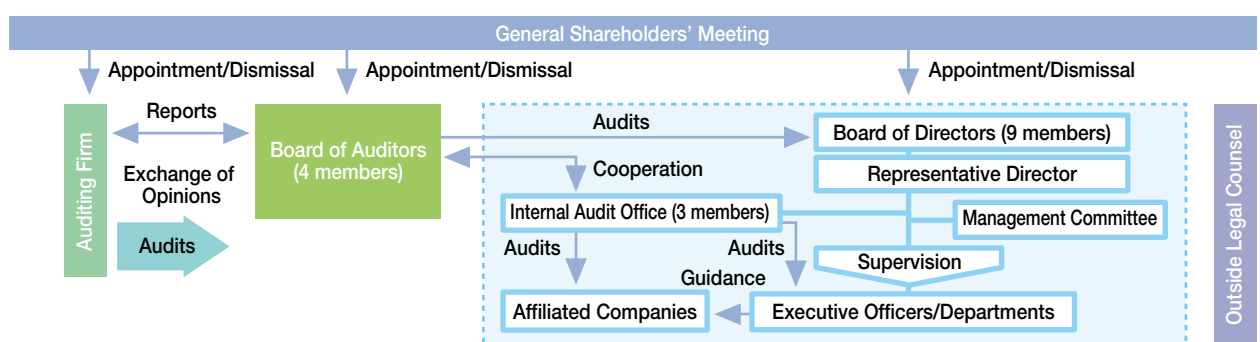 General Shareholders’ Meeting
Appointment/Dismissal
Appointment/Dismissal
Appointment/Dismissal
Auditing Firm
Reports
Exchange of
Opinions
Audits
Board of Auditors
(4 members)
Audits
Cooperation
Board of Directors (9 members)
Representative Director
Internal Audit Office (3 members)
Management Committee
Audits
Audits
Supervision
Guidance
Affiliated Companies
Executive Officers/Departments
Outside Legal Counsel